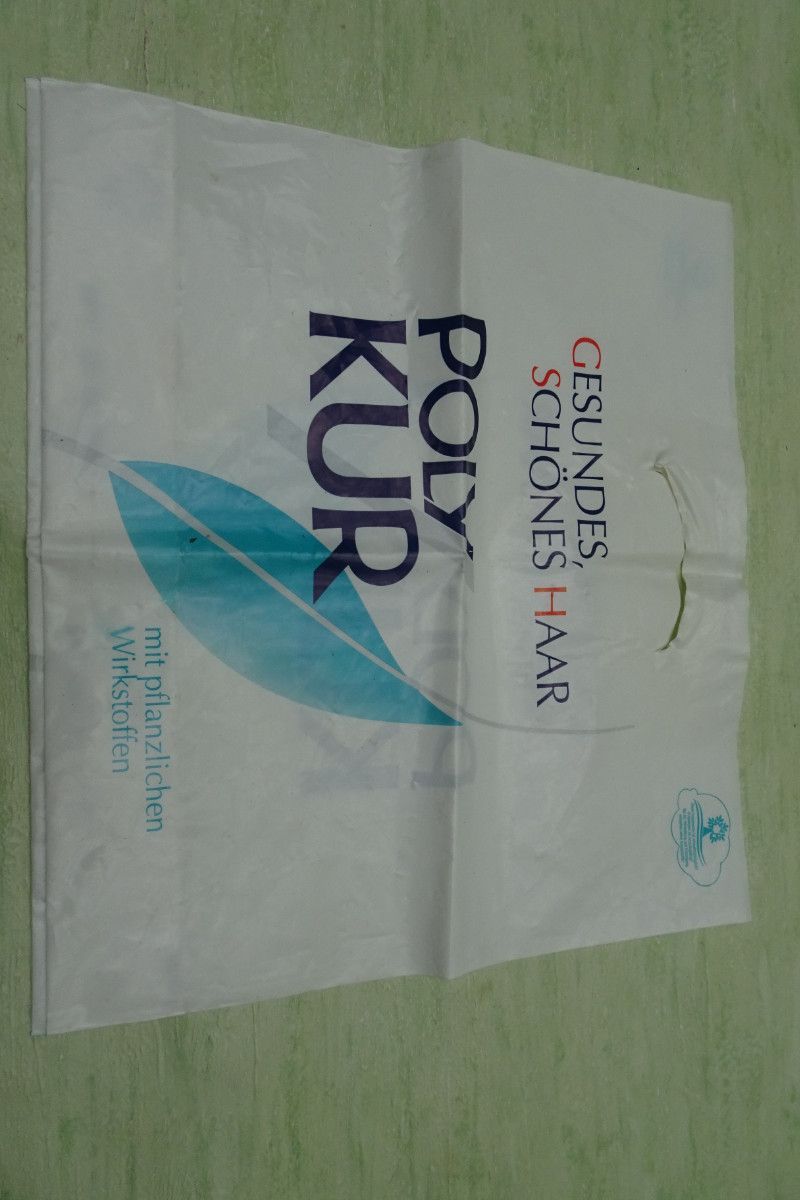 GESUNDES,
SCHÖNES HAAR
POLY
KUR
mit pflanzlichen
Wirkstoffen